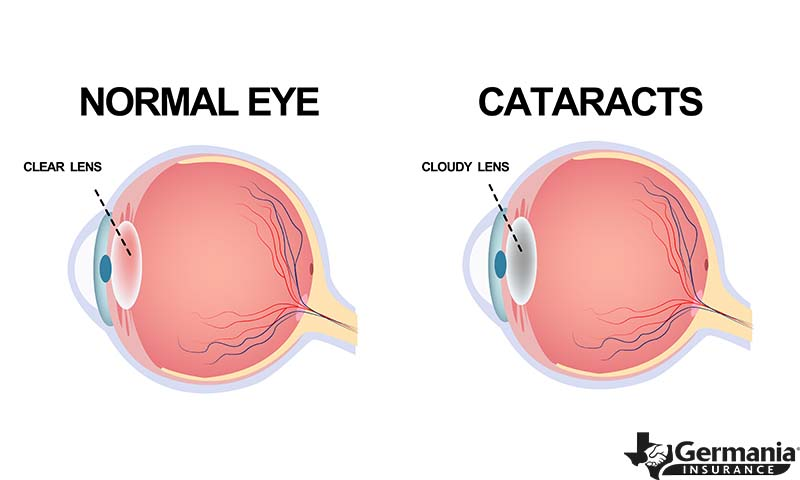 NORMAL EYE
CATARACTS
CLEAR LENS
CLOUDY LENS
Germania®
INSURANCE